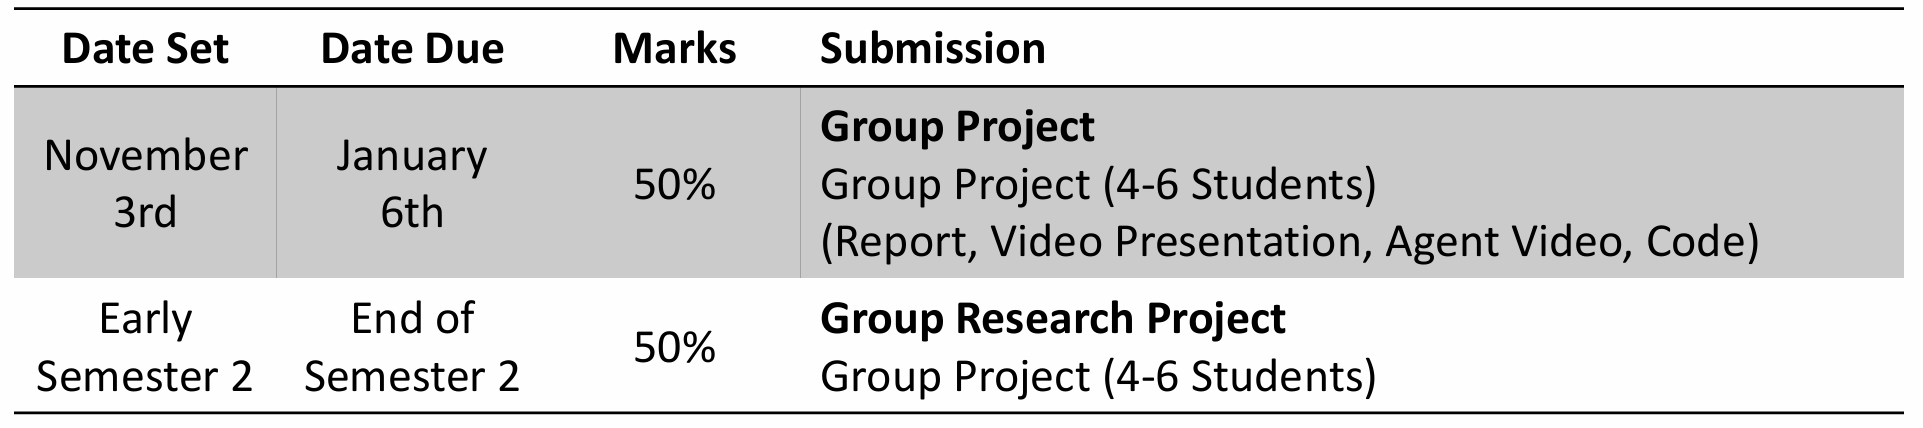 Date Set Date Due Marks Submission
November 3rd January 6th 50% Group Project
Group Project (4-6 Students)
(Report, Video Presentation, Agent Video, Code)
Early Semester 2 End of Semester 2 50% Group Research Project
Group Project (4-6 Students)